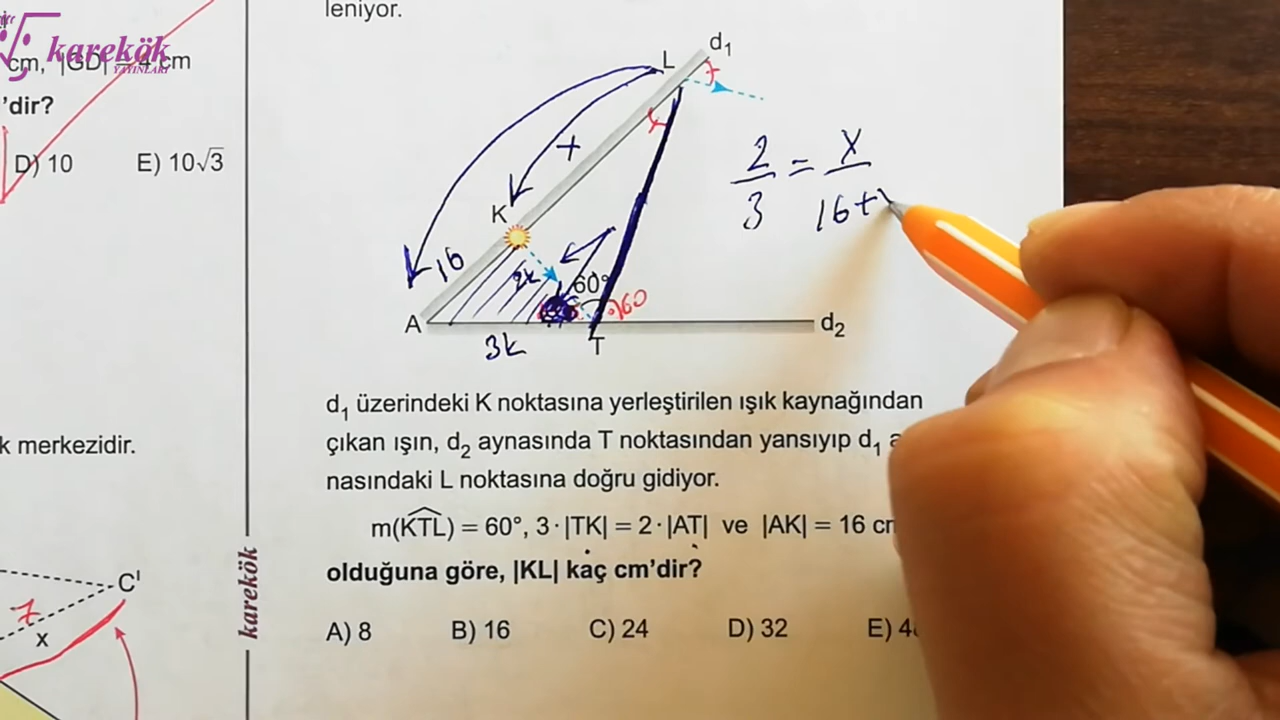 karekök
YAYINLARI
cm, |GD| = 4 cm
'dir?
D) 10 E) 10√3
k merkezidir.
C'
7
x
karekök
leniyor.
d₁
L
x
K
16
2k
60°
60
A
3k
T
d₂
2/3 = x/16+
d₁ üzerindeki K noktasına yerleştirilen ışık kaynağından
çıkan ışın, d₂ aynasında T noktasından yansıyıp d₁
nasındaki L noktasına doğru gidiyor.
m(KTL) = 60°, 3·|TK| = 2·|AT| ve |AK| = 16
olduğuna göre, |KL| kaç cm'dir?
A) 8 B) 16 C) 24 D) 32 E)